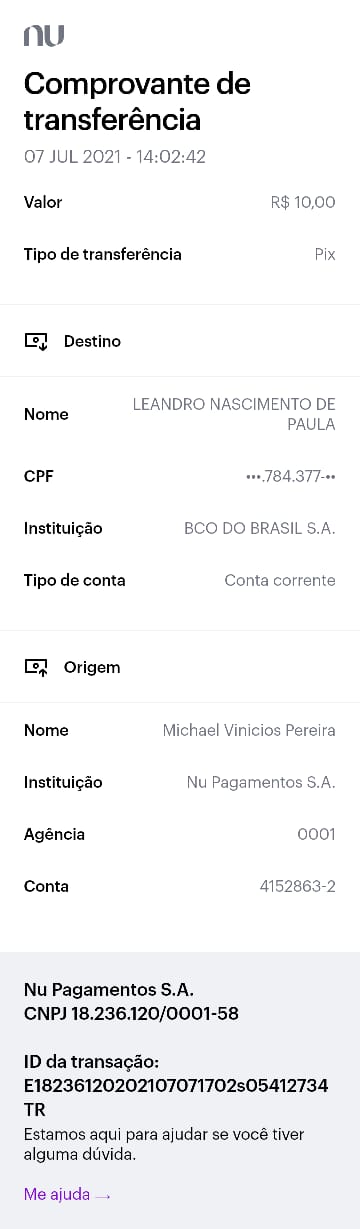 nu
Comprovante de
transferência
07 JUL 2021 - 14:02:42
Valor R$ 10,00
Tipo de transferência Pix
Destino
Nome LEANDRO NASCIMENTO DE
PAULA
CPF •••.784.377-••
Instituição BCO DO BRASIL S.A.
Tipo de conta Conta corrente
Origem
Nome Michael Vinicios Pereira
Instituição Nu Pagamentos S.A.
Agência 0001
Conta 4152863-2
Nu Pagamentos S.A.
CNPJ 18.236.120/0001-58
ID da transação:
E18236120202107071702s05412734
TR
Estamos aqui para ajudar se você tiver
alguma dúvida.
Me ajuda →